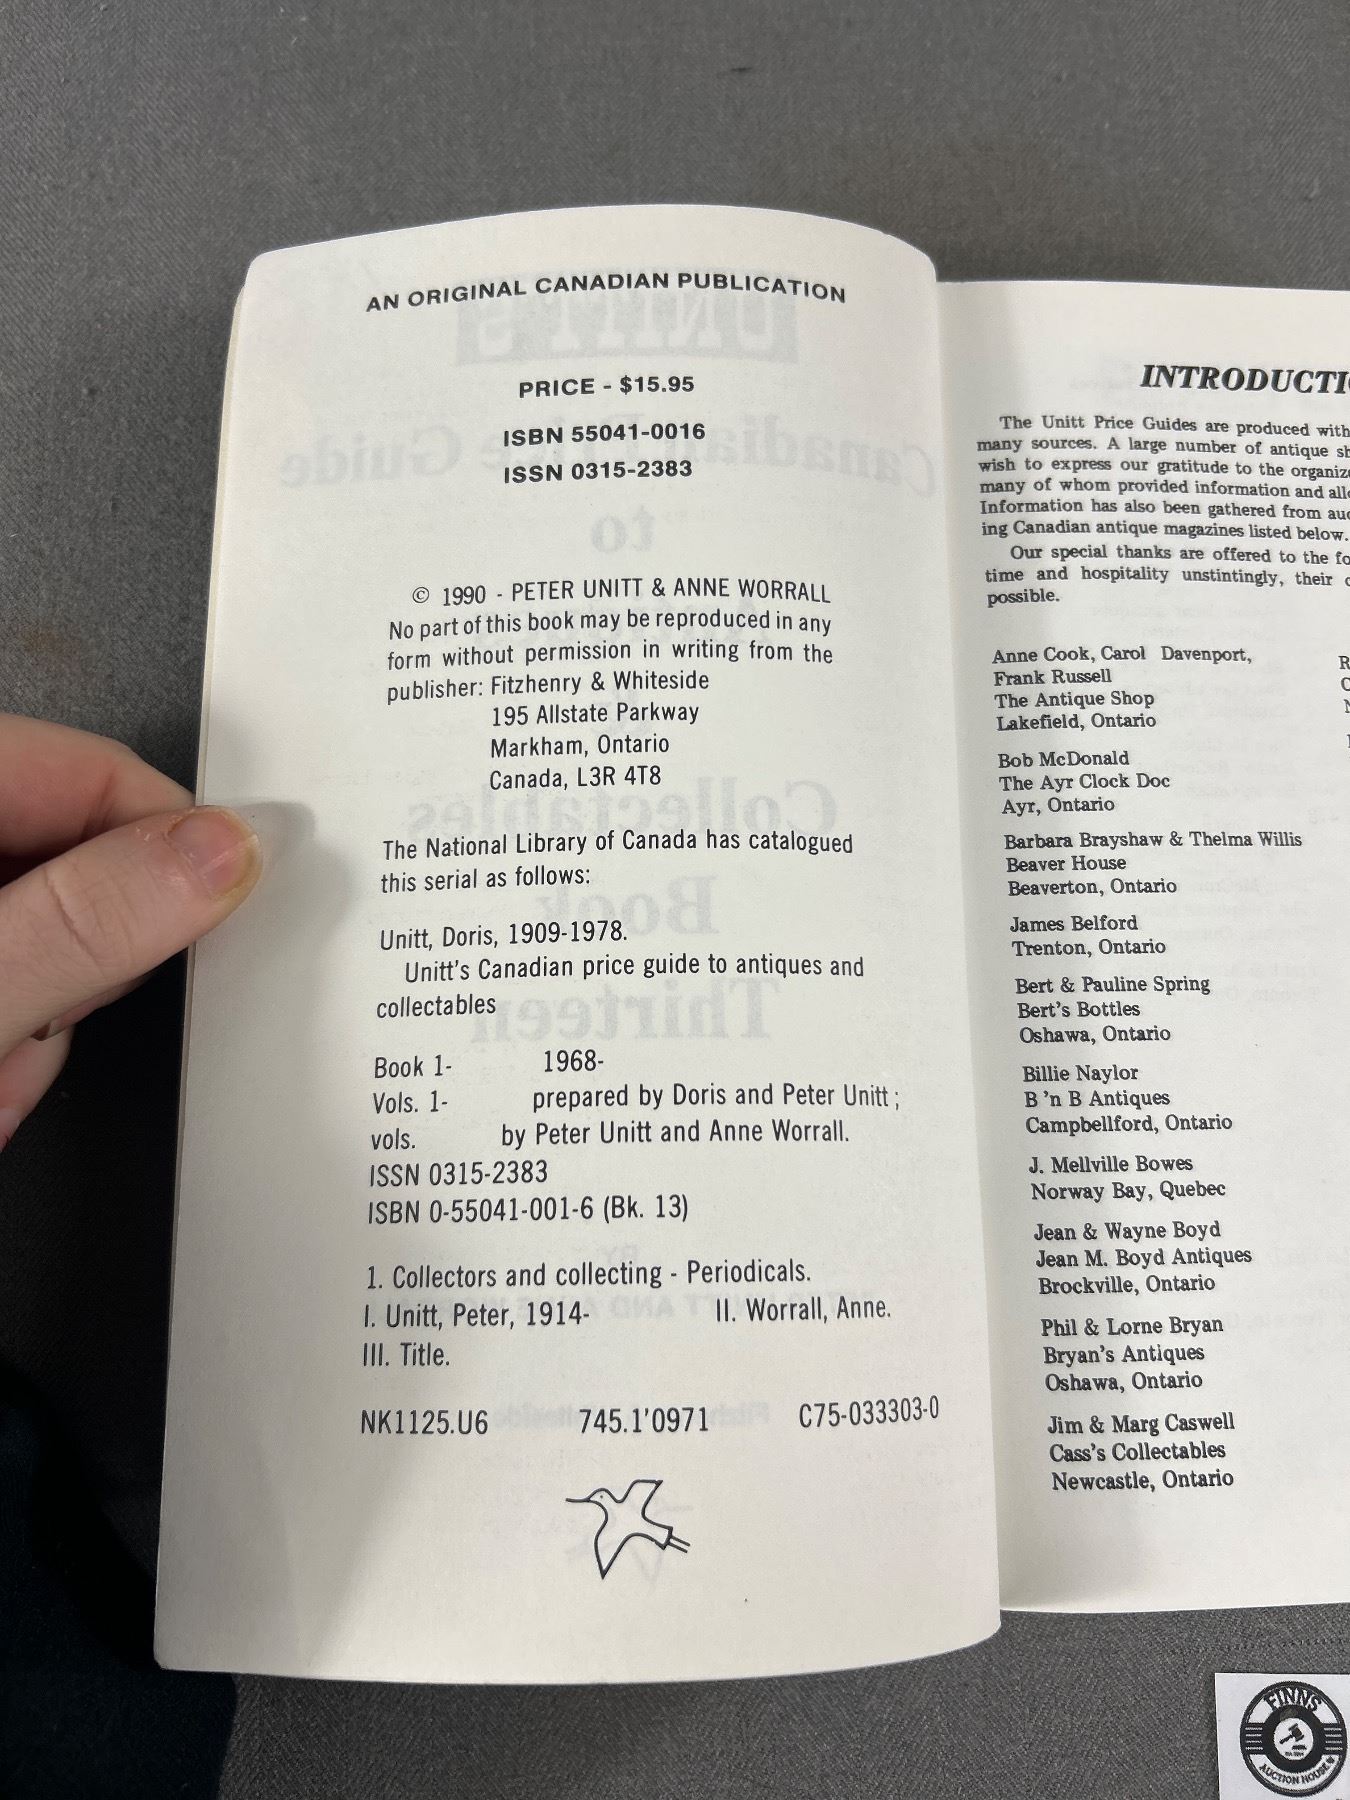 AN ORIGINAL CANADIAN PUBLICATION
PRICE - $15.95
ISBN 55041-0016
ISSN 0315-2383
© 1990 - PETER UNITT & ANNE WORRALL
No part of this book may be reproduced in any
form without permission in writing from the
publisher: Fitzhenry & Whiteside
195 Allstate Parkway
Markham, Ontario
Canada, L3R 4T8
The National Library of Canada has catalogued
this serial as follows:
Unitt, Doris, 1909-1978.
Unitt's Canadian price guide to antiques and
collectables
Book 1- 1968-
Vols. 1- prepared by Doris and Peter Unitt ;
vols. by Peter Unitt and Anne Worrall.
ISSN 0315-2383
ISBN 0-55041-001-6 (Bk. 13)
1. Collectors and collecting - Periodicals.
I. Unitt, Peter, 1914- II. Worrall, Anne.
III. Title.
NK1125.U6 745.1'0971 C75-033303-0
INTRODUCTI
The Unitt Price Guides are produced with
many sources. A large number of antique sh
wish to express our gratitude to the organize
many of whom provided information and allo
Information has also been gathered from auc
ing Canadian antique magazines listed below.
Our special thanks are offered to the fo
time and hospitality unstintingly, their
possible.
Anne Cook, Carol Davenport,
Frank Russell
The Antique Shop
Lakefield, Ontario
Bob McDonald
The Ayr Clock Doc
Ayr, Ontario
Barbara Brayshaw & Thelma Willis
Beaver House
Beaverton, Ontario
James Belford
Trenton, Ontario
Bert & Pauline Spring
Bert's Bottles
Oshawa, Ontario
Billie Naylor
B 'n B Antiques
Campbellford, Ontario
J. Mellville Bowes
Norway Bay, Quebec
Jean & Wayne Boyd
Jean M. Boyd Antiques
Brockville, Ontario
Phil & Lorne Bryan
Bryan's Antiques
Oshawa, Ontario
Jim & Marg Caswell
Cass's Collectables
Newcastle, Ontario
FINNS
AUCTION HOUSE